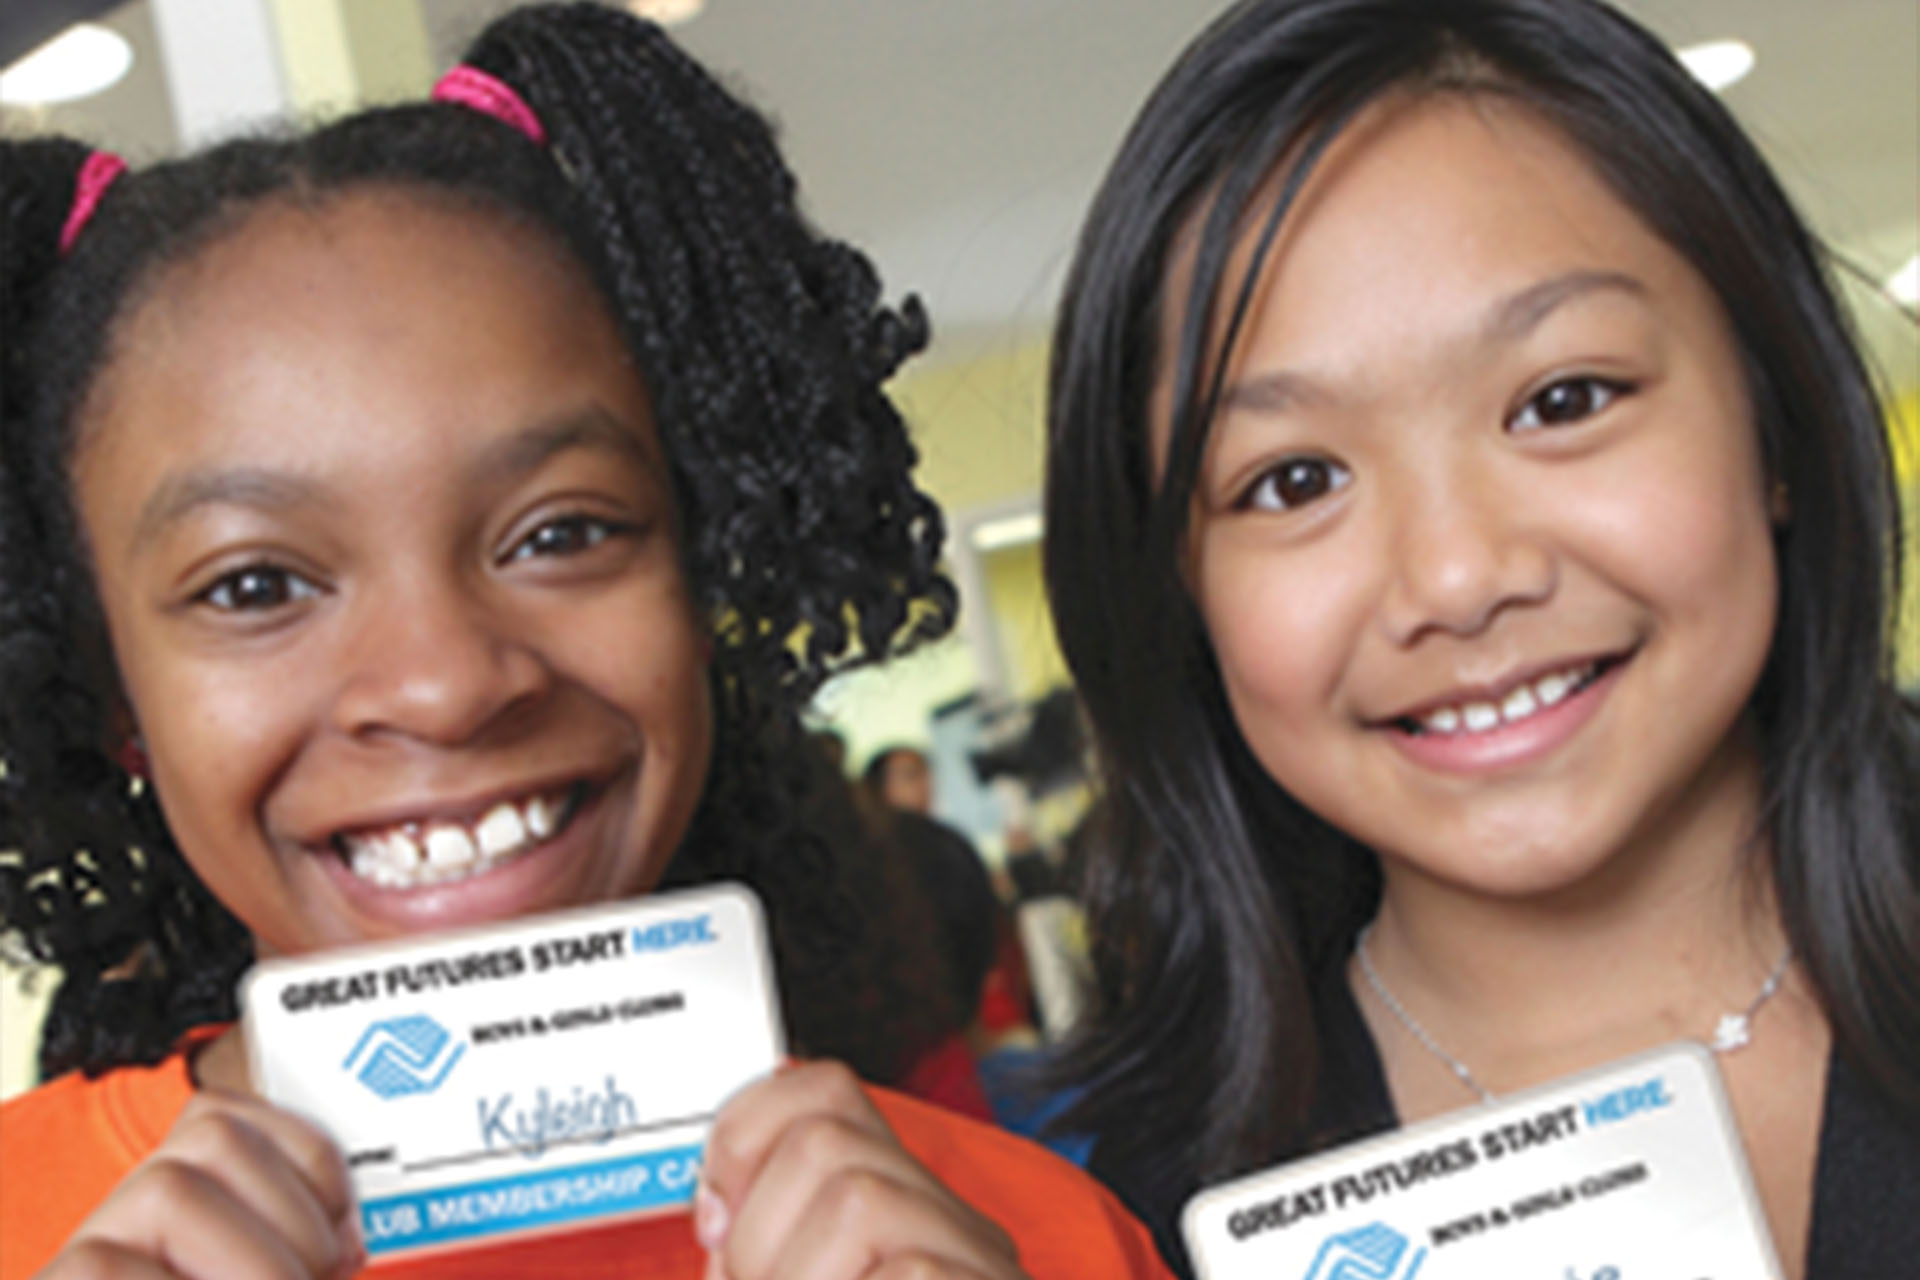 GREAT FUTURES START HERE.
BOYS & GIRLS CLUBS
Kyleigh
CLUB MEMBERSHIP CA
GREAT FUTURES START HERE.
BOYS & GIRLS CLUBS